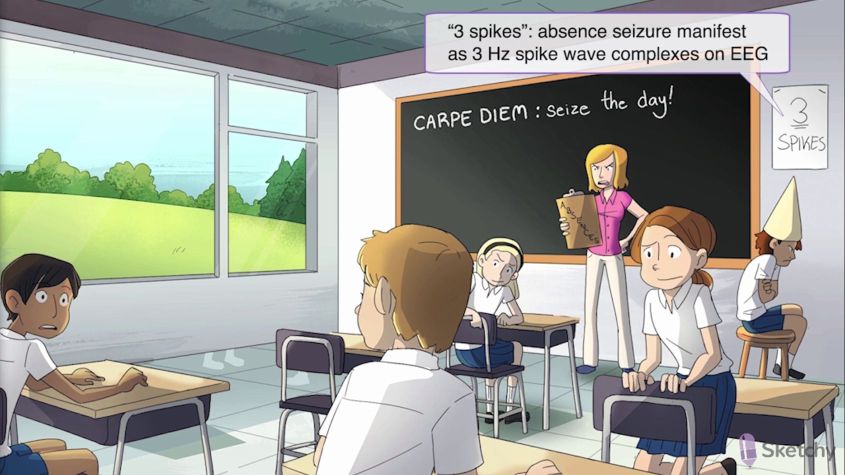 “3 spikes”: absence seizure manifest
as 3 Hz spike wave complexes on EEG
CARPE DIEM : seize the day!
3
SPIKES
ABSENCES
Sketchy